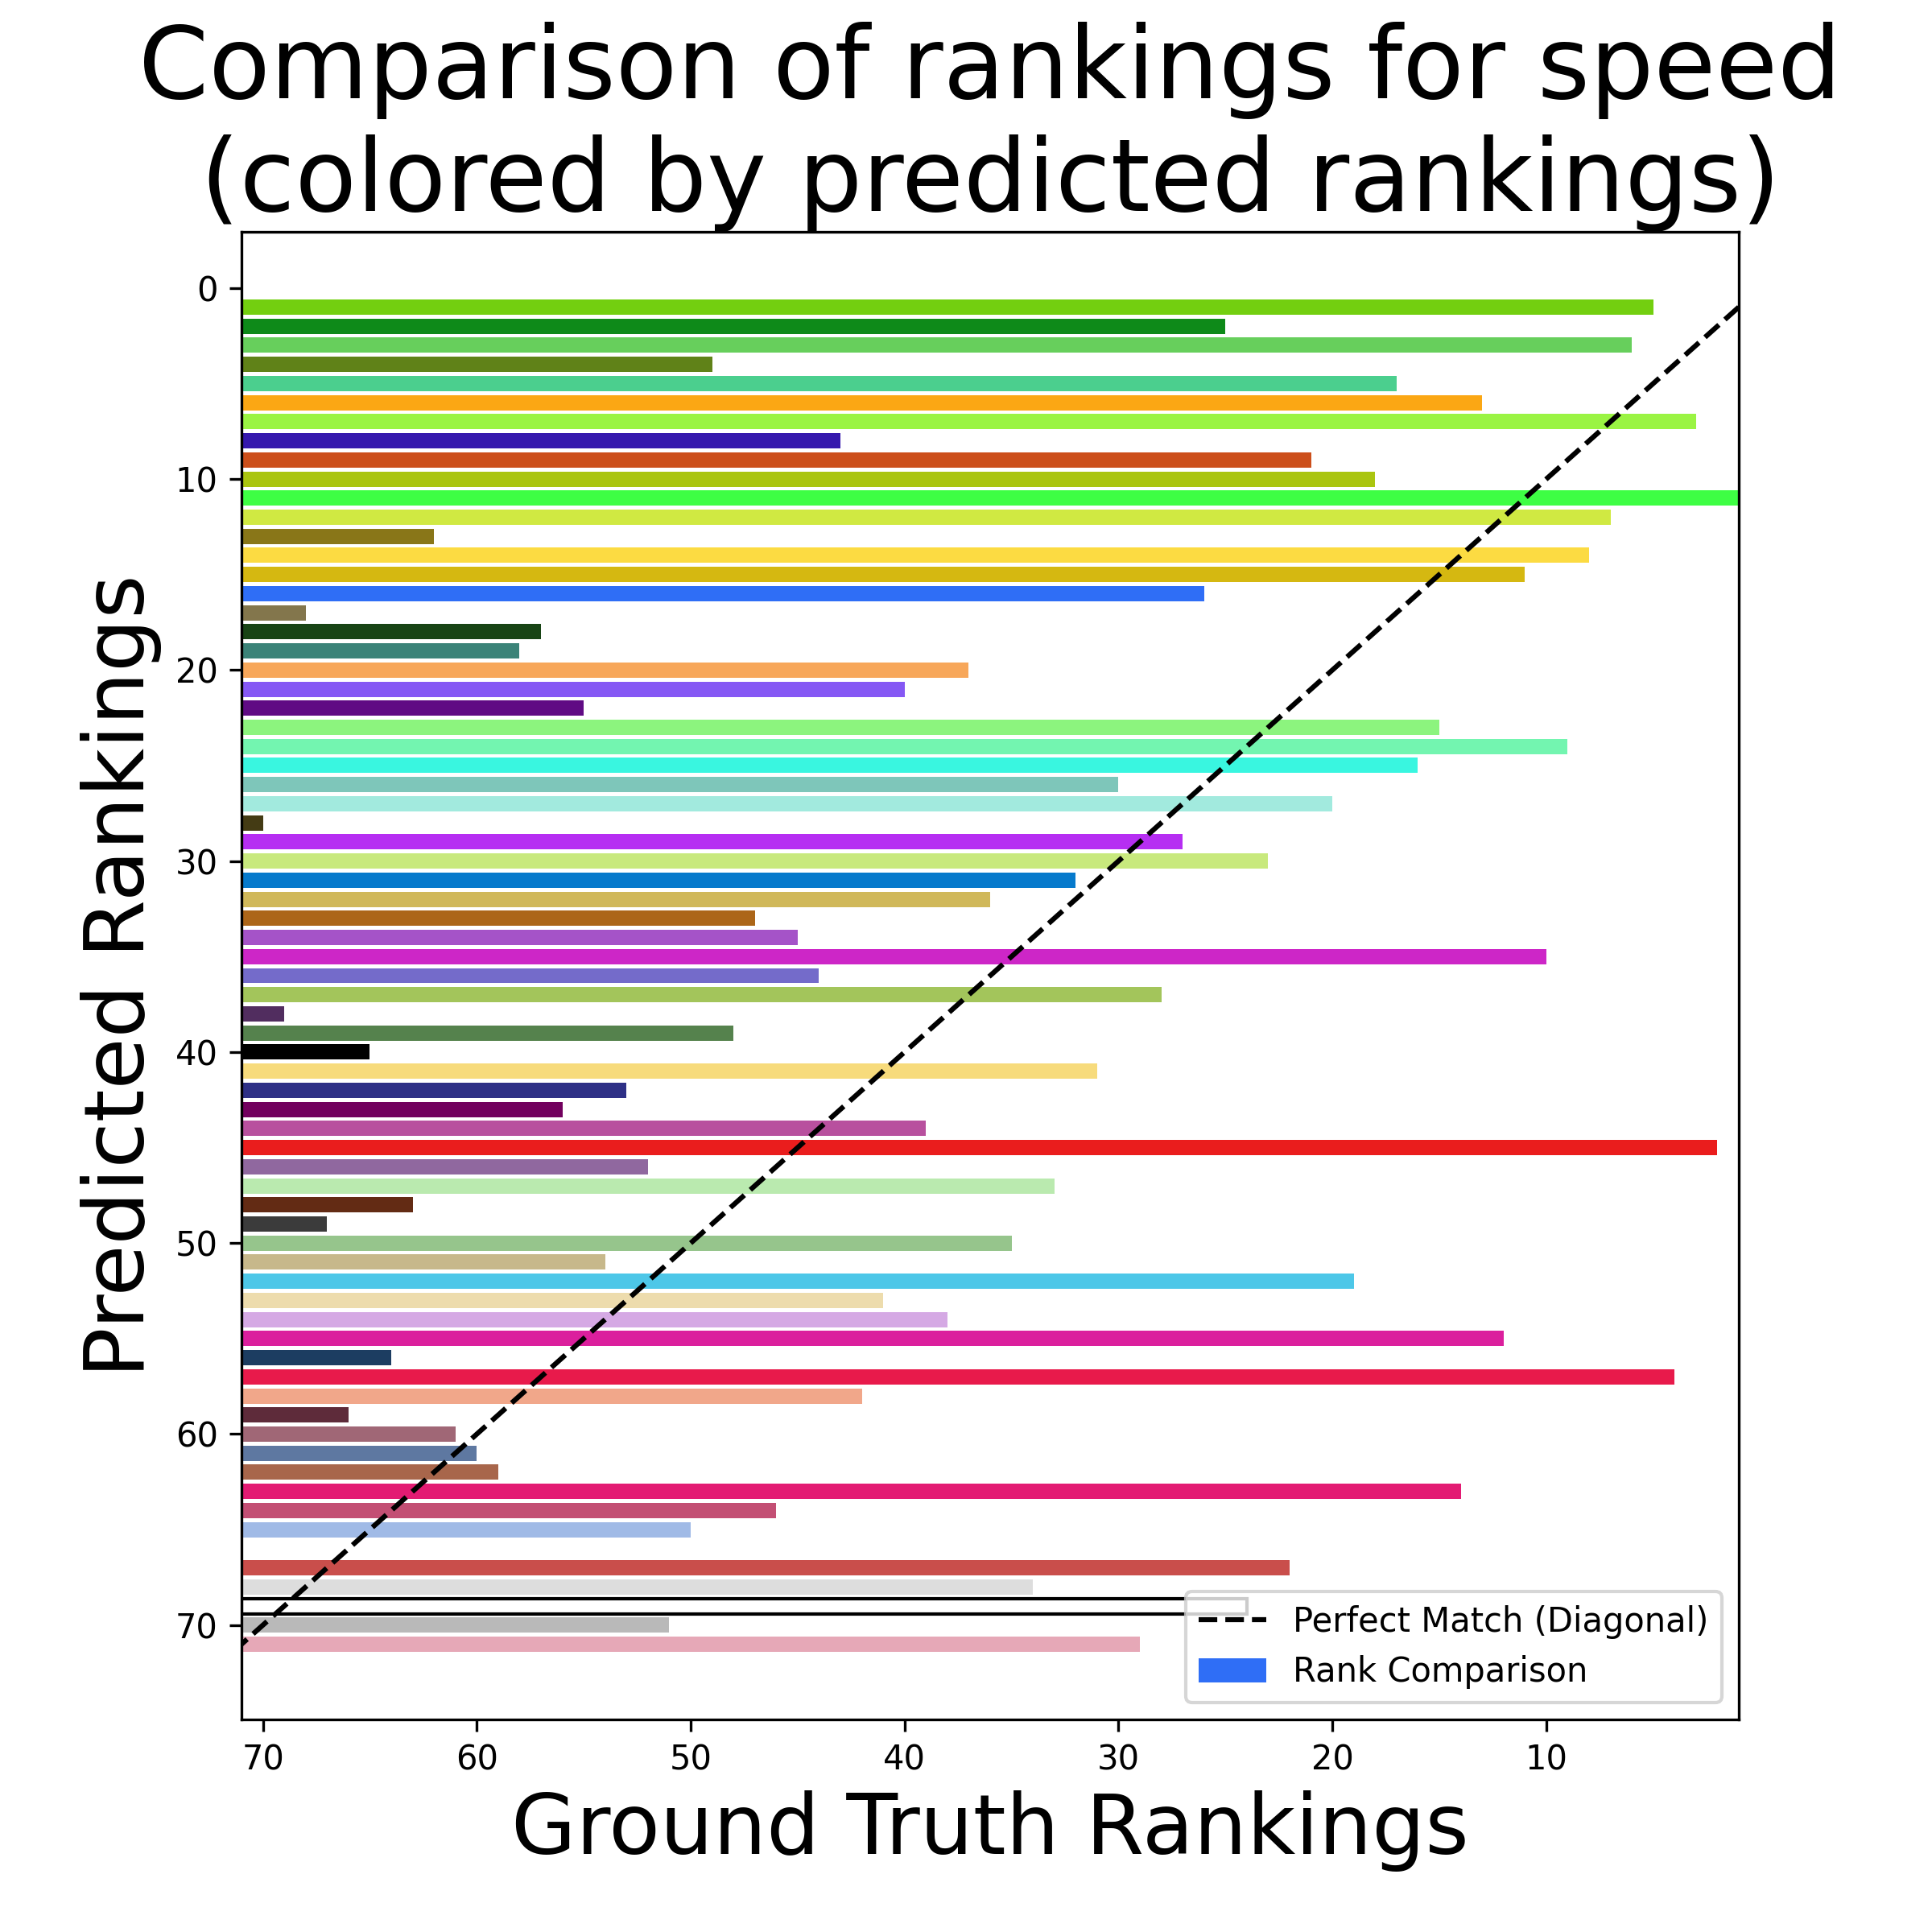 Comparison of rankings for speed
(colored by predicted rankings)
Predicted Rankings
0
10
20
30
40
50
60
70
Perfect Match (Diagonal)
Rank Comparison
70 60 50 40 30 20 10
Ground Truth Rankings